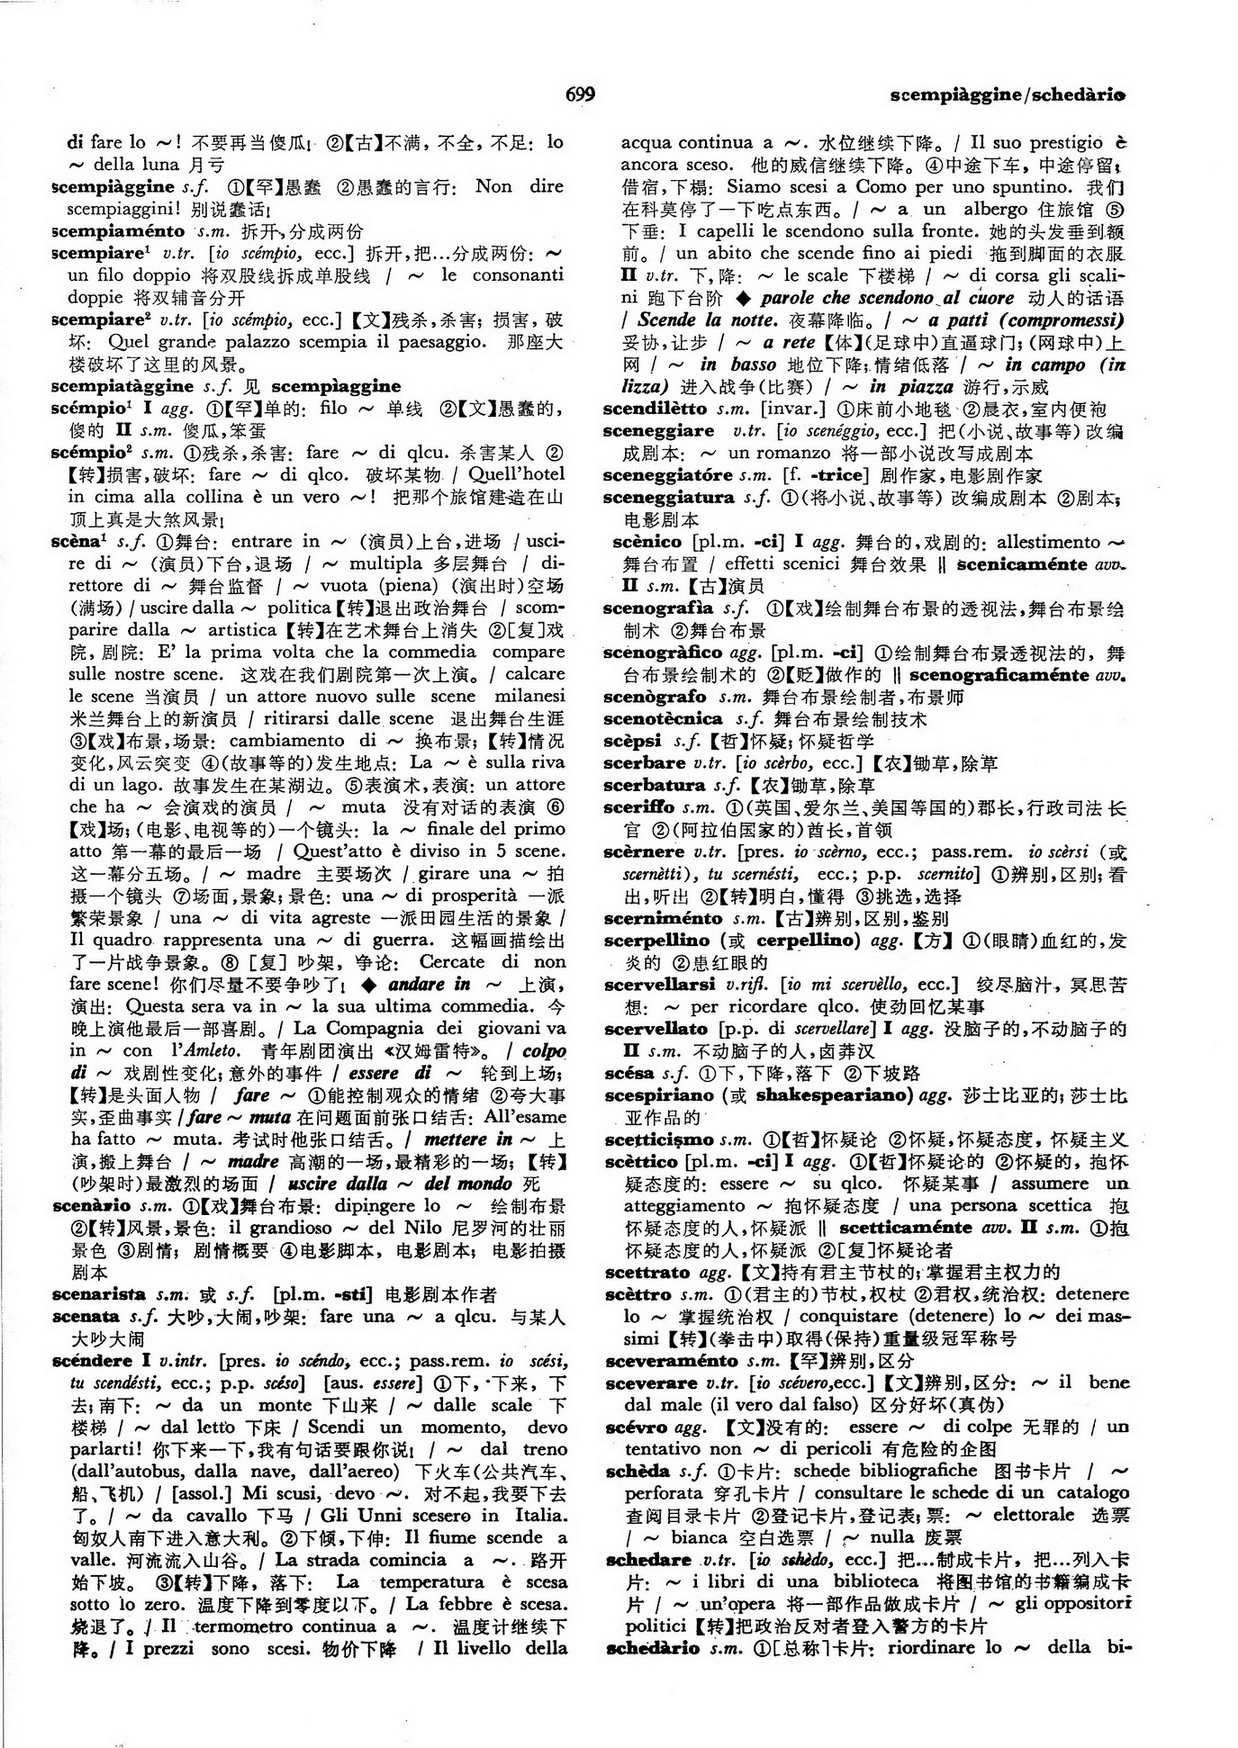 699
scempiàggine/schedàrio
di fare lo ～! 不要再当傻瓜! ②【古】不满，不全，不足: lo
～ della luna 月亏
scempiàggine s.f. ①【罕】愚蠢 ②愚蠢的言行: Non dire
scempiaggini! 别说蠢话!
scempiaménto s.m. 拆开,分成两份
scempiare¹ v.tr. [io scémpio, ecc.] 拆开,把…分成两份: ～
un filo doppio 将双股线拆成单股线 / ～ le consonanti
doppie 将双辅音分开
scempiare² v.tr. [io scémpio, ecc.]【文】残杀,杀害; 损害，破
坏: Quel grande palazzo scempia il paesaggio. 那座大
楼破坏了这里的风景。
scempiatàggine s.f. 见 scempiaggine
scémpio¹ I agg. ①【罕】单的: filo ～ 单线 ②【文】愚蠢的,
傻的 II s.m. 傻瓜,笨蛋
scémpio² s.m. ①残杀,杀害: fare ～ di qlcu. 杀害某人 ②
【转】损害,破坏: fare ～ di qlco. 破坏某物 / Quell'hotel
in cima alla collina è un vero ～! 把那个旅馆建造在山
顶上真是大煞风景!
scèna¹ s.f. ①舞台: entrare in ～ (演员)上台,进场 / usci-
re di ～ (演员)下台,退场 / ～ multipla 多层舞台 / di-
rettore di ～ 舞台监督 / ～ vuota (piena) (演出时)空场
(满场) / uscire dalla ～ politica【转】退出政治舞台 / scom-
parire dalla ～ artistica【转】在艺术舞台上消失 ②[复]戏
院, 剧院: E' la prima volta che la commedia compare
sulle nostre scene. 这戏在我们剧院第一次上演。/ calcare
le scene 当演员 / un attore nuovo sulle scene milanesi
米兰舞台上的新演员 / ritirarsi dalle scene 退出舞台生涯
③【戏】布景,场景: cambiamento di ～ 换布景;【转】情况
变化,风云突变 ④(故事等的)发生地点: La ～ è sulla riva
di un lago. 故事发生在某湖边。⑤表演术,表演: un attore
che ha ～ 会演戏的演员 / ～ muta 没有对话的表演 ⑥
【戏】场; (电影、电视等的)一个镜头: la ～ finale del primo
atto 第一幕的最后一场 / Quest'atto è diviso in 5 scene.
这一幕分五场。/ ～ madre 主要场次 / girare una ～ 拍
摄一个镜头 ⑦场面,景象; 景色: una ～ di prosperità 一派
繁荣景象 / una ～ di vita agreste 一派田园生活的景象 /
Il quadro rappresenta una ～ di guerra. 这幅画描绘出
了一片战争景象。⑧ [复] 吵架，争论: Cercate di non
fare scene! 你们尽量不要争吵了! ◆ andare in ～ 上演,
演出: Questa sera va in ～ la sua ultima commedia. 今
晚上演他最后一部喜剧。/ La Compagnia dei giovani va
in ～ con l'Amleto. 青年剧团演出《汉姆雷特》。/ colpo
di ～ 戏剧性变化; 意外的事件 / essere di ～ 轮到上场;
【转】是头面人物 / fare ～ ①能控制观众的情绪 ②夸大事
实,歪曲事实 / fare ～ muta 在问题面前张口结舌: All'esame
ha fatto ～ muta. 考试时他张口结舌。/ mettere in ～ 上
演,搬上舞台 / ～ madre 高潮的一场,最精彩的一场;【转】
(吵架时)最激烈的场面 / uscire dalla ～ del mondo 死
scenàrio s.m. ①【戏】舞台布景: dipingere lo ～ 绘制布景
②【转】风景,景色: il grandioso ～ del Nilo 尼罗河的壮丽
景色 ③剧情; 剧情概要 ④电影脚本，电影剧本; 电影拍摄
剧本
scenarista s.m. 或 s.f. [pl.m. -sti] 电影剧本作者
scenata s.f. 大吵,大闹,吵架: fare una ～ a qlcu. 与某人
大吵大闹
scéndere I v.intr. [pres. io scéndo, ecc.; pass.rem. io scési,
tu scendésti, ecc.; p.p. scéso] [aus. essere] ①下，下来，下
去; 南下: ～ da un monte 下山来 / ～ dalle scale 下
楼梯 / ～ dal letto 下床 / Scendi un momento, devo
parlarti! 你下来一下,我有句话要跟你说! / ～ dal treno
(dall'autobus, dalla nave, dall'aereo) 下火车(公共汽车、
船、飞机) / [assol.] Mi scusi, devo ～. 对不起,我要下去
了。/ ～ da cavallo 下马 / Gli Unni scesero in Italia.
匈奴人南下进入意大利。②下倾,下伸: Il fiume scende a
valle. 河流流入山谷。/ La strada comincia a ～. 路开
始下坡。③【转】下降，落下: La temperatura è scesa
sotto lo zero. 温度下降到零度以下。/ La febbre è scesa.
烧退了。/ Il termometro continua a ～. 温度计继续下
降。/ I prezzi sono scesi. 物价下降 / Il livello della
acqua continua a ～. 水位继续下降。/ Il suo prestigio è
ancora sceso. 他的威信继续下降。④中途下车，中途停留;
借宿,下榻: Siamo scesi a Como per uno spuntino. 我们
在科莫停了一下吃点东西。/ ～ a un albergo 住旅馆 ⑤
下垂: I capelli le scendono sulla fronte. 她的头发垂到额
前。/ un abito che scende fino ai piedi 拖到脚面的衣服
II v.tr. 下,降: ～ le scale 下楼梯 / ～ di corsa gli scali-
ni 跑下台阶 ◆ parole che scendono al cuore 动人的话语
/ Scende la notte. 夜幕降临。/ ～ a patti (compromessi)
妥协,让步 / ～ a rete【体】(足球中)直逼球门; (网球中)上
网 / ～ in basso 地位下降; 情绪低落 / ～ in campo (in
lizza) 进入战争(比赛) / ～ in piazza 游行,示威
scendilètto s.m. [invar.] ①床前小地毯 ②晨衣,室内便袍
sceneggiare v.tr. [io scenéggio, ecc.] 把(小说、故事等)改编
成剧本: ～ un romanzo 将一部小说改写成剧本
sceneggiatóre s.m. [f. -trice] 剧作家,电影剧作家
sceneggiatura s.f. ①(将小说、故事等) 改编成剧本 ②剧本;
电影剧本
scènico [pl.m. -ci] I agg. 舞台的,戏剧的: allestimento ～
舞台布置 / effetti scenici 舞台效果 ‖ scenicaménte avv.
II s.m.【古】演员
scenografìa s.f. ①【戏】绘制舞台布景的透视法,舞台布景绘
制术 ②舞台布景
scenogràfico agg. [pl.m. -ci] ①绘制舞台布景透视法的，舞
台布景绘制术的 ②【贬】做作的 ‖ scenograficaménte avv.
scenògrafo s.m. 舞台布景绘制者,布景师
scenotècnica s.f. 舞台布景绘制技术
scèpsi s.f.【哲】怀疑; 怀疑哲学
scerbare v.tr. [io scèrbo, ecc.]【农】锄草,除草
scerbatura s.f.【农】锄草,除草
sceriffo s.m. ①(英国、爱尔兰、美国等国的)郡长,行政司法长
官 ②(阿拉伯国家的)酋长,首领
scèrnere v.tr. [pres. io scèrno, ecc.; pass.rem. io scèrsi (或
scernètti), tu scernésti, ecc.; p.p. scernito] ①辨别,区别; 看
出,听出 ②【转】明白,懂得 ③挑选,选择
scerniménto s.m.【古】辨别,区别,鉴别
scerpellino (或 cerpellino) agg.【方】①(眼睛)血红的,发
炎的 ②患红眼的
scervellarsi v.rifl. [io mi scervèllo, ecc.] 绞尽脑汁，冥思苦
想: ～ per ricordare qlco. 使劲回忆某事
scervellato [p.p. di scervellare] I agg. 没脑子的,不动脑子的
II s.m. 不动脑子的人,卤莽汉
scésa s.f. ①下,下降,落下 ②下坡路
scespiriano (或 shakespeariano) agg. 莎士比亚的; 莎士比
亚作品的
scetticismo s.m. ①【哲】怀疑论 ②怀疑,怀疑态度，怀疑主义
scèttico [pl.m. -ci] I agg. ①【哲】怀疑论的 ②怀疑的，抱怀
疑态度的: essere ～ su qlco. 怀疑某事 / assumere un
atteggiamento ～ 抱怀疑态度 / una persona scettica 抱
怀疑态度的人,怀疑派 ‖ scetticaménte avv. II s.m. ①抱
怀疑态度的人,怀疑派 ②[复]怀疑论者
scettrato agg.【文】持有君主节杖的; 掌握君主权力的
scèttro s.m. ①(君主的)节杖,权杖 ②君权,统治权: detenere
lo ～ 掌握统治权 / conquistare (detenere) lo ～ dei mas-
simi【转】(拳击中)取得(保持)重量级冠军称号
sceveraménto s.m.【罕】辨别,区分
sceverare v.tr. [io scévero,ecc.]【文】辨别,区分: ～ il bene
dal male (il vero dal falso) 区分好坏(真伪)
scévro agg.【文】没有的: essere ～ di colpe 无罪的 / un
tentativo non ～ di pericoli 有危险的企图
schèda s.f. ①卡片: schede bibliografiche 图书卡片 / ～
perforata 穿孔卡片 / consultare le schede di un catalogo
查阅目录卡片 ②登记卡片,登记表; 票: ～ elettorale 选票
/ ～ bianca 空白选票 / ～ nulla 废票
schedare v.tr. [io schèdo, ecc.] 把…制成卡片，把…列入卡
片: ～ i libri di una biblioteca 将图书馆的书籍编成卡
片 / ～ un'opera 将一部作品做成卡片 / ～ gli oppositori
politici【转】把政治反对者登入警方的卡片
schedàrio s.m. ①[总称]卡片: riordinare lo ～ della bi-